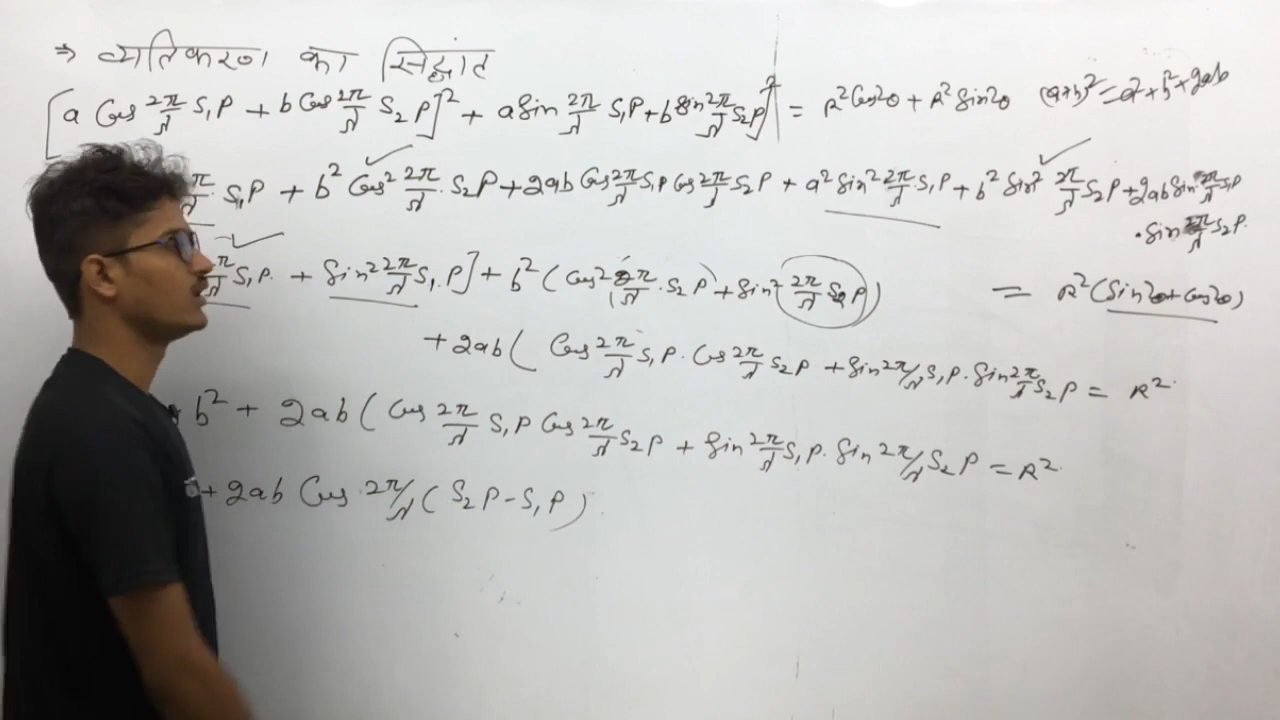 ⇒ व्यतिकरण का सिद्धांत
[a Cos 2π/λ S₁P + b Cos 2π/λ S₂P]² + a Sin 2π/λ S₁P + b Sin 2π/λ S₂P]² = R² Cos²θ + R² Sin²θ (a+b)² = a² + b² + 2ab
π/λ · S₁P + b² Cos² 2π/λ · S₂P + 2ab Cos 2π/λ S₁P Cos 2π/λ S₂P + a² Sin² 2π/λ · S₁P + b² Sin² 2π/λ S₂P + 2ab Sin 2π/λ S₁P
· Sin 2π/λ S₂P.
π/λ S₁P. + Sin² 2π/λ S₁.P] + b² (Cos² 2π/λ · S₂P) + Sin² (2π/λ S₂P) = R² (Sin²θ + Cos²θ)
+ 2ab ( Cos 2π/λ S₁P. Cos 2π/λ S₂P + Sin 2π/λ S₁P. Sin 2π/λ S₂P = R²
+ b² + 2ab ( Cos 2π/λ S₁P Cos 2π/λ S₂P + Sin 2π/λ S₁P. Sin 2π/λ S₂P = R²
+ 2ab Cos 2π/λ ( S₂P - S₁P )